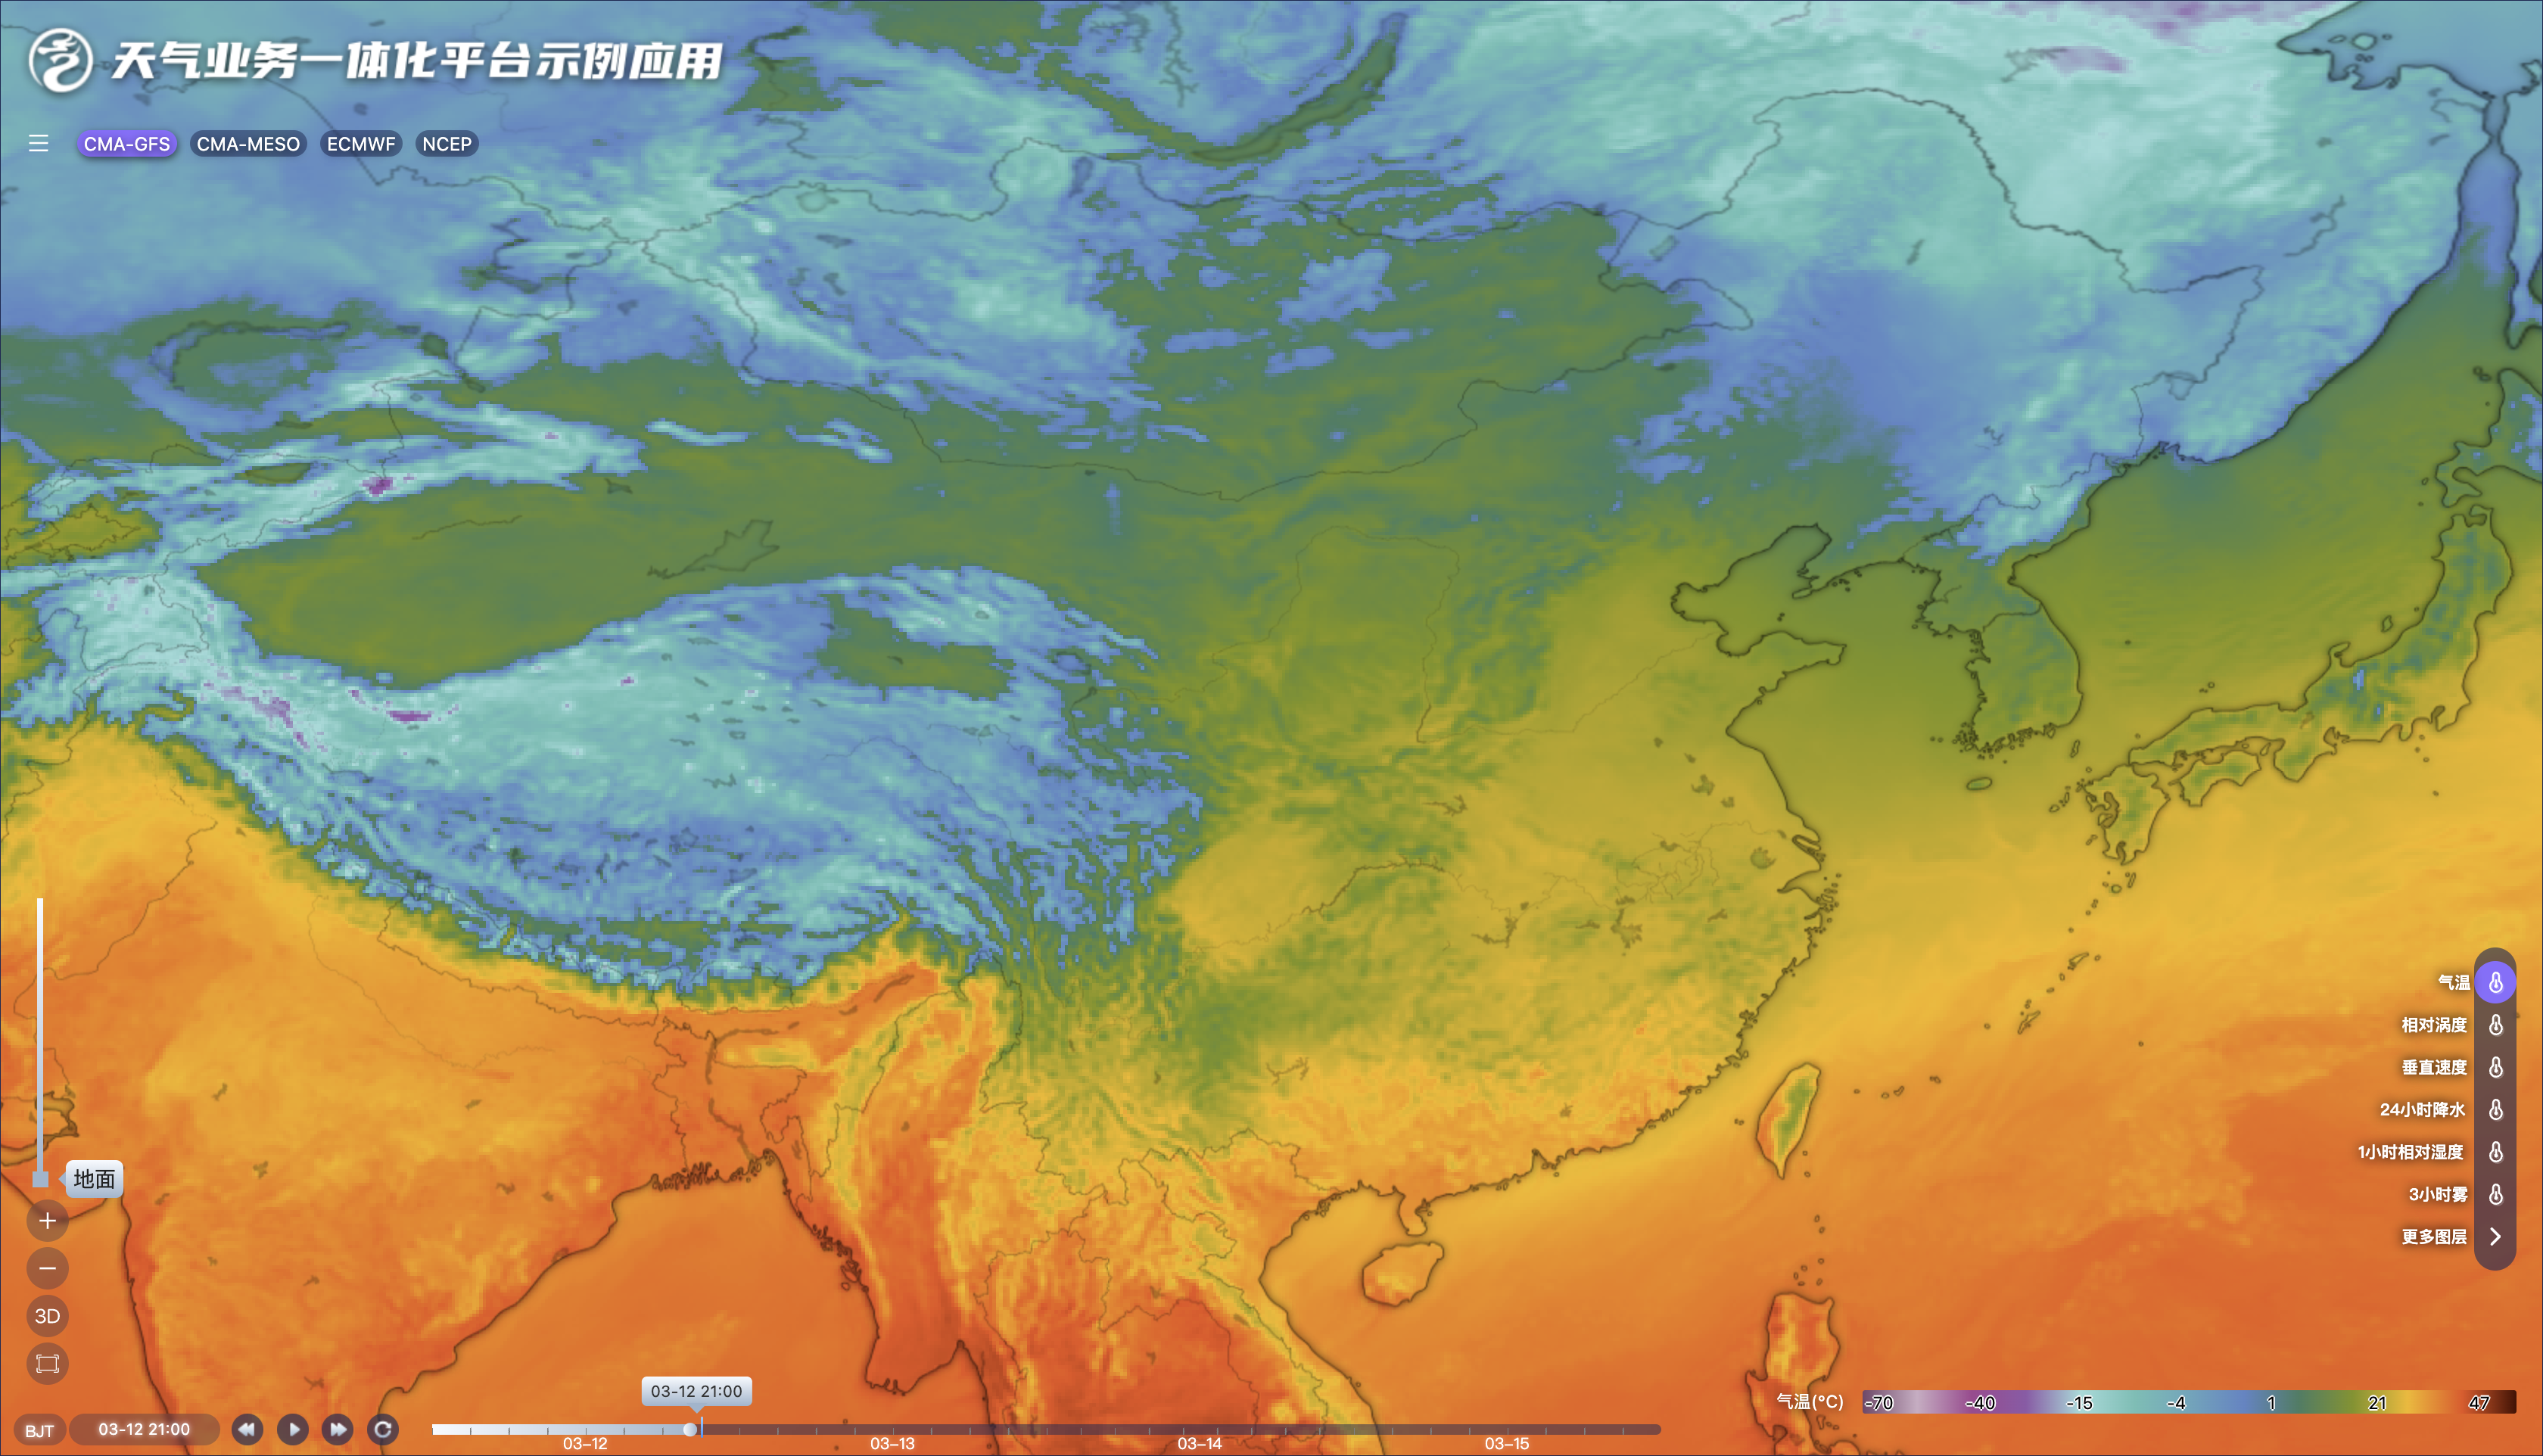 天气业务一体化平台示例应用
CMA-GFS CMA-MESO ECMWF NCEP
气温
相对涡度
垂直速度
24小时降水
1小时相对湿度
3小时雾
更多图层
地面
3D
03-12 21:00
气温(°C) -70 -40 -15 -4 1 21 47
BJT 03-12 21:00
03-12 03-13 03-14 03-15